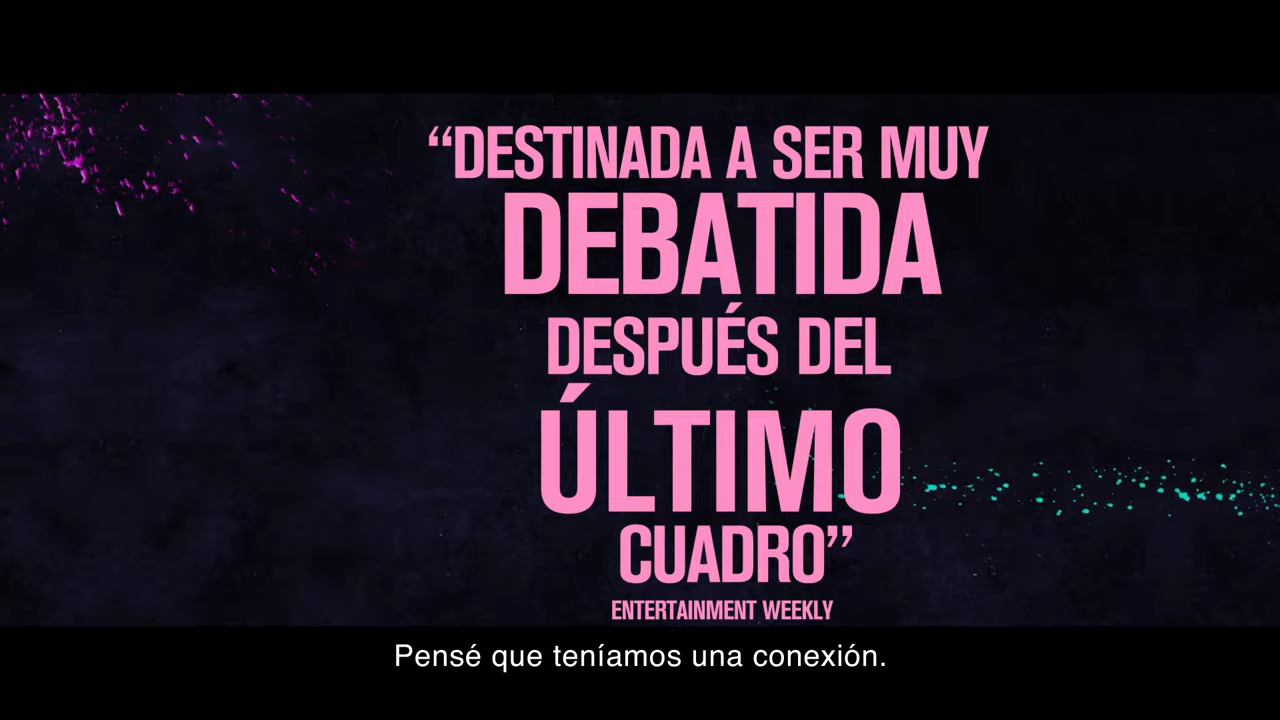 “DESTINADA A SER MUY
DEBATIDA
DESPUÉS DEL
ÚLTIMO
CUADRO”
ENTERTAINMENT WEEKLY
Pensé que teníamos una conexión.